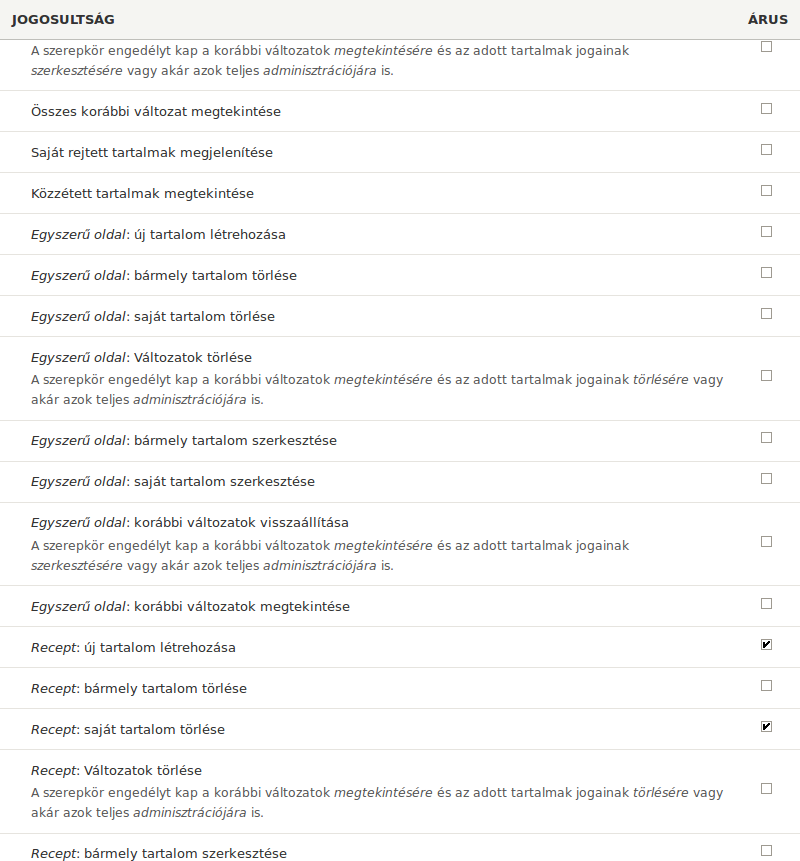 JOGOSULTSÁG ÁRUS
A szerepkör engedélyt kap a korábbi változatok megtekintésére és az adott tartalmak jogainak
szerkesztésére vagy akár azok teljes adminisztrációjára is.
Összes korábbi változat megtekintése
Saját rejtett tartalmak megjelenítése
Közzétett tartalmak megtekintése
Egyszerű oldal: új tartalom létrehozása
Egyszerű oldal: bármely tartalom törlése
Egyszerű oldal: saját tartalom törlése
Egyszerű oldal: Változatok törlése
A szerepkör engedélyt kap a korábbi változatok megtekintésére és az adott tartalmak jogainak törlésére vagy
akár azok teljes adminisztrációjára is.
Egyszerű oldal: bármely tartalom szerkesztése
Egyszerű oldal: saját tartalom szerkesztése
Egyszerű oldal: korábbi változatok visszaállítása
A szerepkör engedélyt kap a korábbi változatok megtekintésére és az adott tartalmak jogainak
szerkesztésére vagy akár azok teljes adminisztrációjára is.
Egyszerű oldal: korábbi változatok megtekintése
Recept: új tartalom létrehozása
Recept: bármely tartalom törlése
Recept: saját tartalom törlése
Recept: Változatok törlése
A szerepkör engedélyt kap a korábbi változatok megtekintésére és az adott tartalmak jogainak törlésére vagy
akár azok teljes adminisztrációjára is.
Recept: bármely tartalom szerkesztése